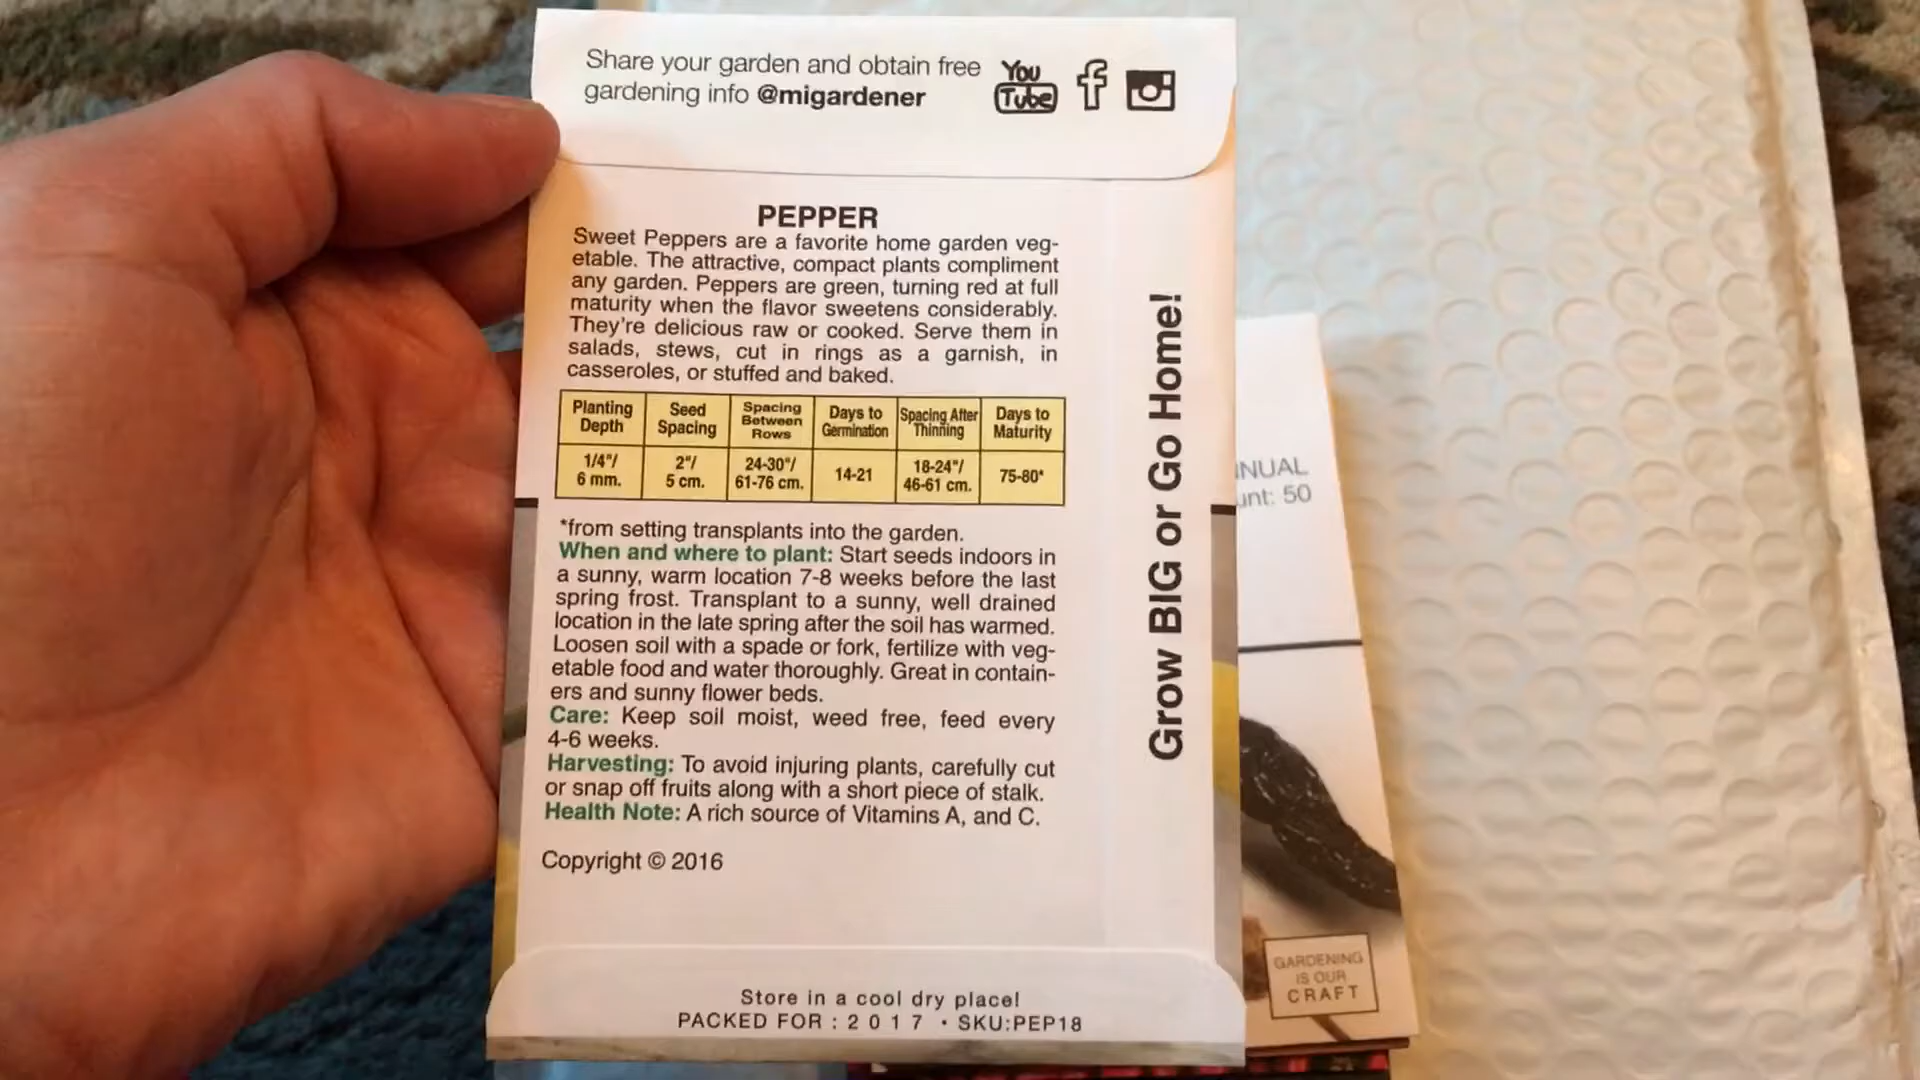 Share your garden and obtain free
gardening info @migardener
You
Tube
PEPPER
Sweet Peppers are a favorite home garden veg-
etable. The attractive, compact plants compliment
any garden. Peppers are green, turning red at full
maturity when the flavor sweetens considerably.
They're delicious raw or cooked. Serve them in
salads, stews, cut in rings as a garnish, in
casseroles, or stuffed and baked.
Planting Depth Seed Spacing Spacing Between Rows Days to Germination Spacing After Thinning Days to Maturity
1/4"/ 6 mm. 2"/ 5 cm. 24-30"/ 61-76 cm. 14-21 18-24"/ 46-61 cm. 75-80*
*from setting transplants into the garden.
When and where to plant: Start seeds indoors in
a sunny, warm location 7-8 weeks before the last
spring frost. Transplant to a sunny, well drained
location in the late spring after the soil has warmed.
Loosen soil with a spade or fork, fertilize with veg-
etable food and water thoroughly. Great in contain-
ers and sunny flower beds.
Care: Keep soil moist, weed free, feed every
4-6 weeks.
Harvesting: To avoid injuring plants, carefully cut
or snap off fruits along with a short piece of stalk.
Health Note: A rich source of Vitamins A, and C.
Copyright © 2016
Store in a cool dry place!
PACKED FOR : 2 0 1 7 • SKU:PEP18
Grow BIG or Go Home!
NUAL
unt: 50
GARDENING
IS OUR
CRAFT